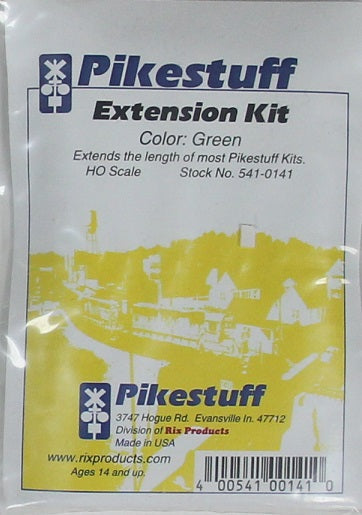 Pikestuff
Extension Kit
Color: Green
Extends the length of most Pikestuff Kits.
HO Scale Stock No. 541-0141
Pikestuff
3747 Hogue Rd. Evansville In. 47712
Division of Rix Products
Made in USA
www.rixproducts.com
Ages 14 and up.
4 00541 00141 0